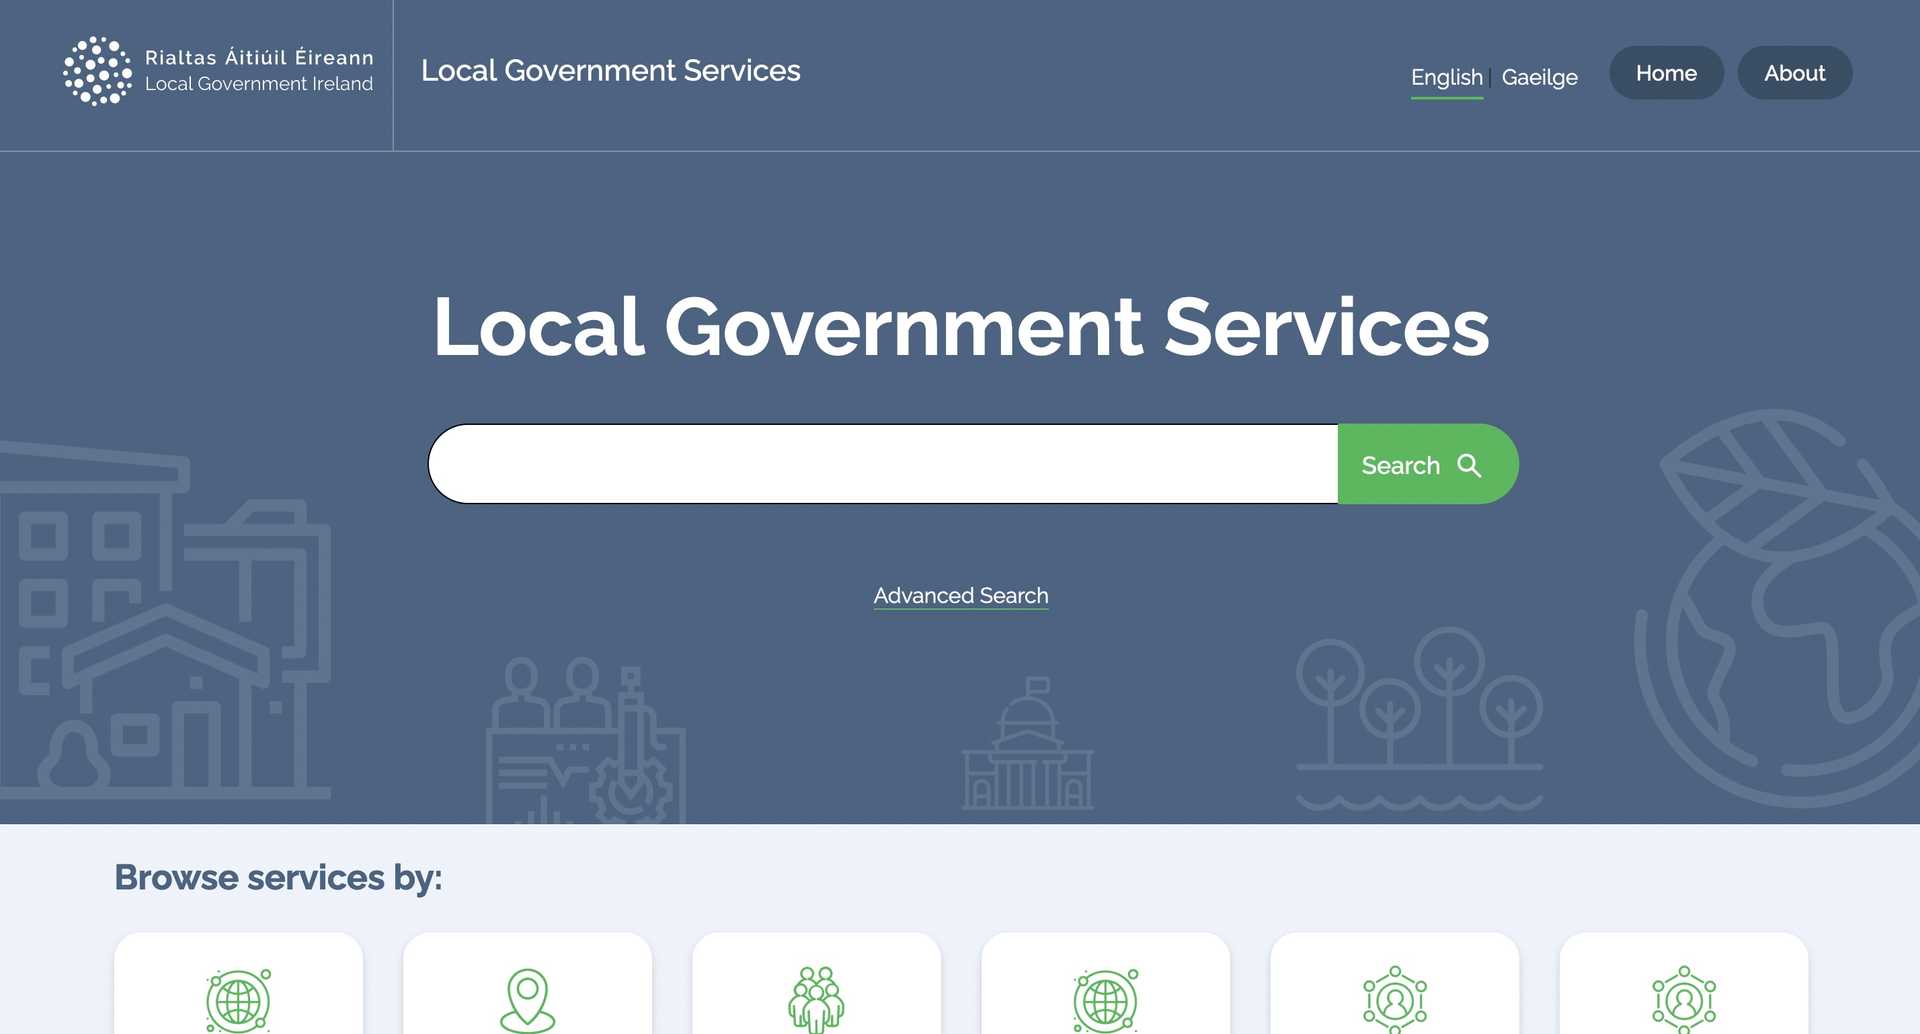 Rialtas Áitiúil Éireann
Local Government Ireland
Local Government Services
English | Gaeilge
Home
About
Local Government Services
Search
Advanced Search
Browse services by: